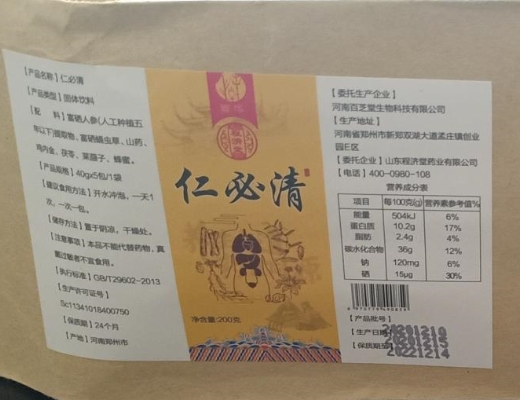 【产品名称】仁必清
【产品类型】固体饮料
【配 料】富硒人参(人工种植五
年以下)提取物、富硒蛹虫草、山药、
鸡内金、茯苓、莱菔子、蜂蜜。
【产品规格】40gx5包/1袋
【建议食用方法】开水冲泡,一天1
次,一次一包。
【储存方法】置于阴凉,干燥处。
【注意事项】本品不能代替药物,真
菌过敏者不宜食用。
【执行标准】GB/T29602-2013
【生产许可证号】
Sc11341018400750
【保质期】24个月
【产地】河南郑州市
仁必清
净含量:200克
【委托生产企业】
河南百芝堂生物科技有限公司
【生产地址】
河南省郑州市新郑双湖大道孟庄镇创业
园E区
【委托企业】山东程济堂药业有限公司
【电话】400-0980-108
营养成分表
项目 每100克(g) 营养素参考值%
能量 504kJ 6%
蛋白质 10.2g 17%
脂肪 2.4g 4%
碳水化合物 36g 12%
钠 120mg 6%
硒 15μg 30%
【产品批号】
【生产日期】
【保质期至】20221214